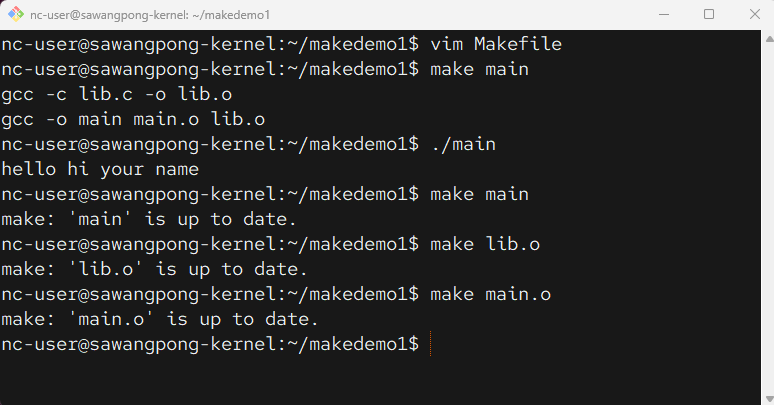 nc-user@sawangpong-kernel: ~/makedemo1
nc-user@sawangpong-kernel:~/makedemo1$ vim Makefile
nc-user@sawangpong-kernel:~/makedemo1$ make main
gcc -c lib.c -o lib.o
gcc -o main main.o lib.o
nc-user@sawangpong-kernel:~/makedemo1$ ./main
hello hi your name
nc-user@sawangpong-kernel:~/makedemo1$ make main
make: 'main' is up to date.
nc-user@sawangpong-kernel:~/makedemo1$ make lib.o
make: 'lib.o' is up to date.
nc-user@sawangpong-kernel:~/makedemo1$ make main.o
make: 'main.o' is up to date.
nc-user@sawangpong-kernel:~/makedemo1$